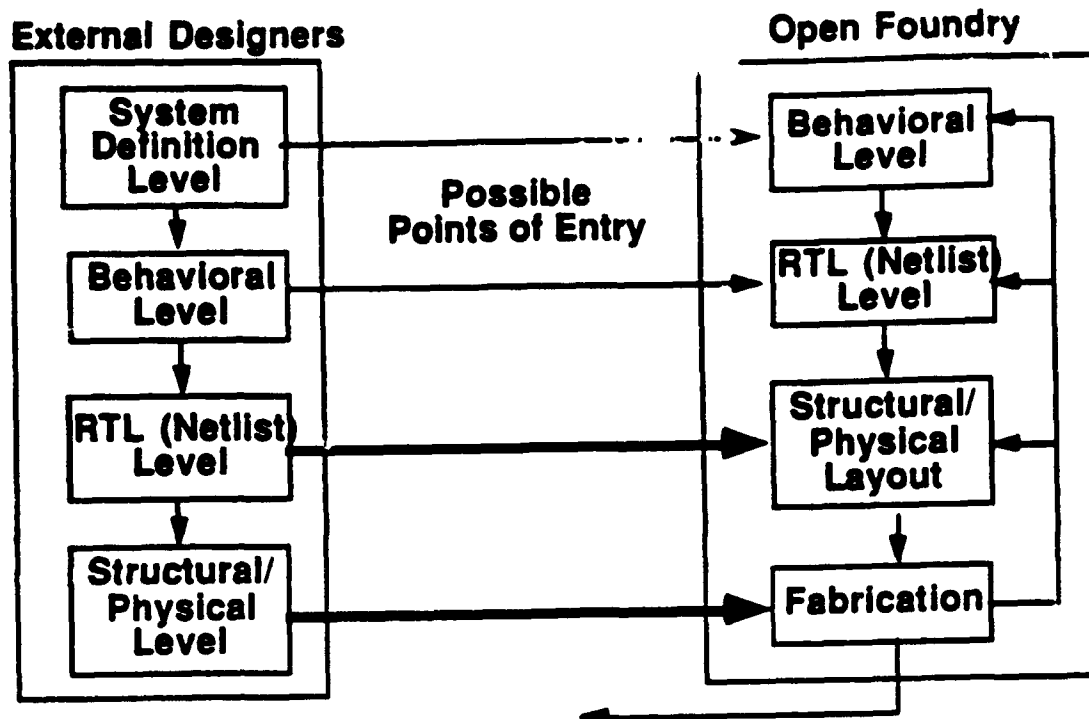 External Designers
System
Definition
Level
Behavioral
Level
RTL (Netlist)
Level
Structural/
Physical
Level
Possible
Points of Entry
Open Foundry
Behavioral
Level
RTL (Netlist)
Level
Structural/
Physical
Layout
Fabrication